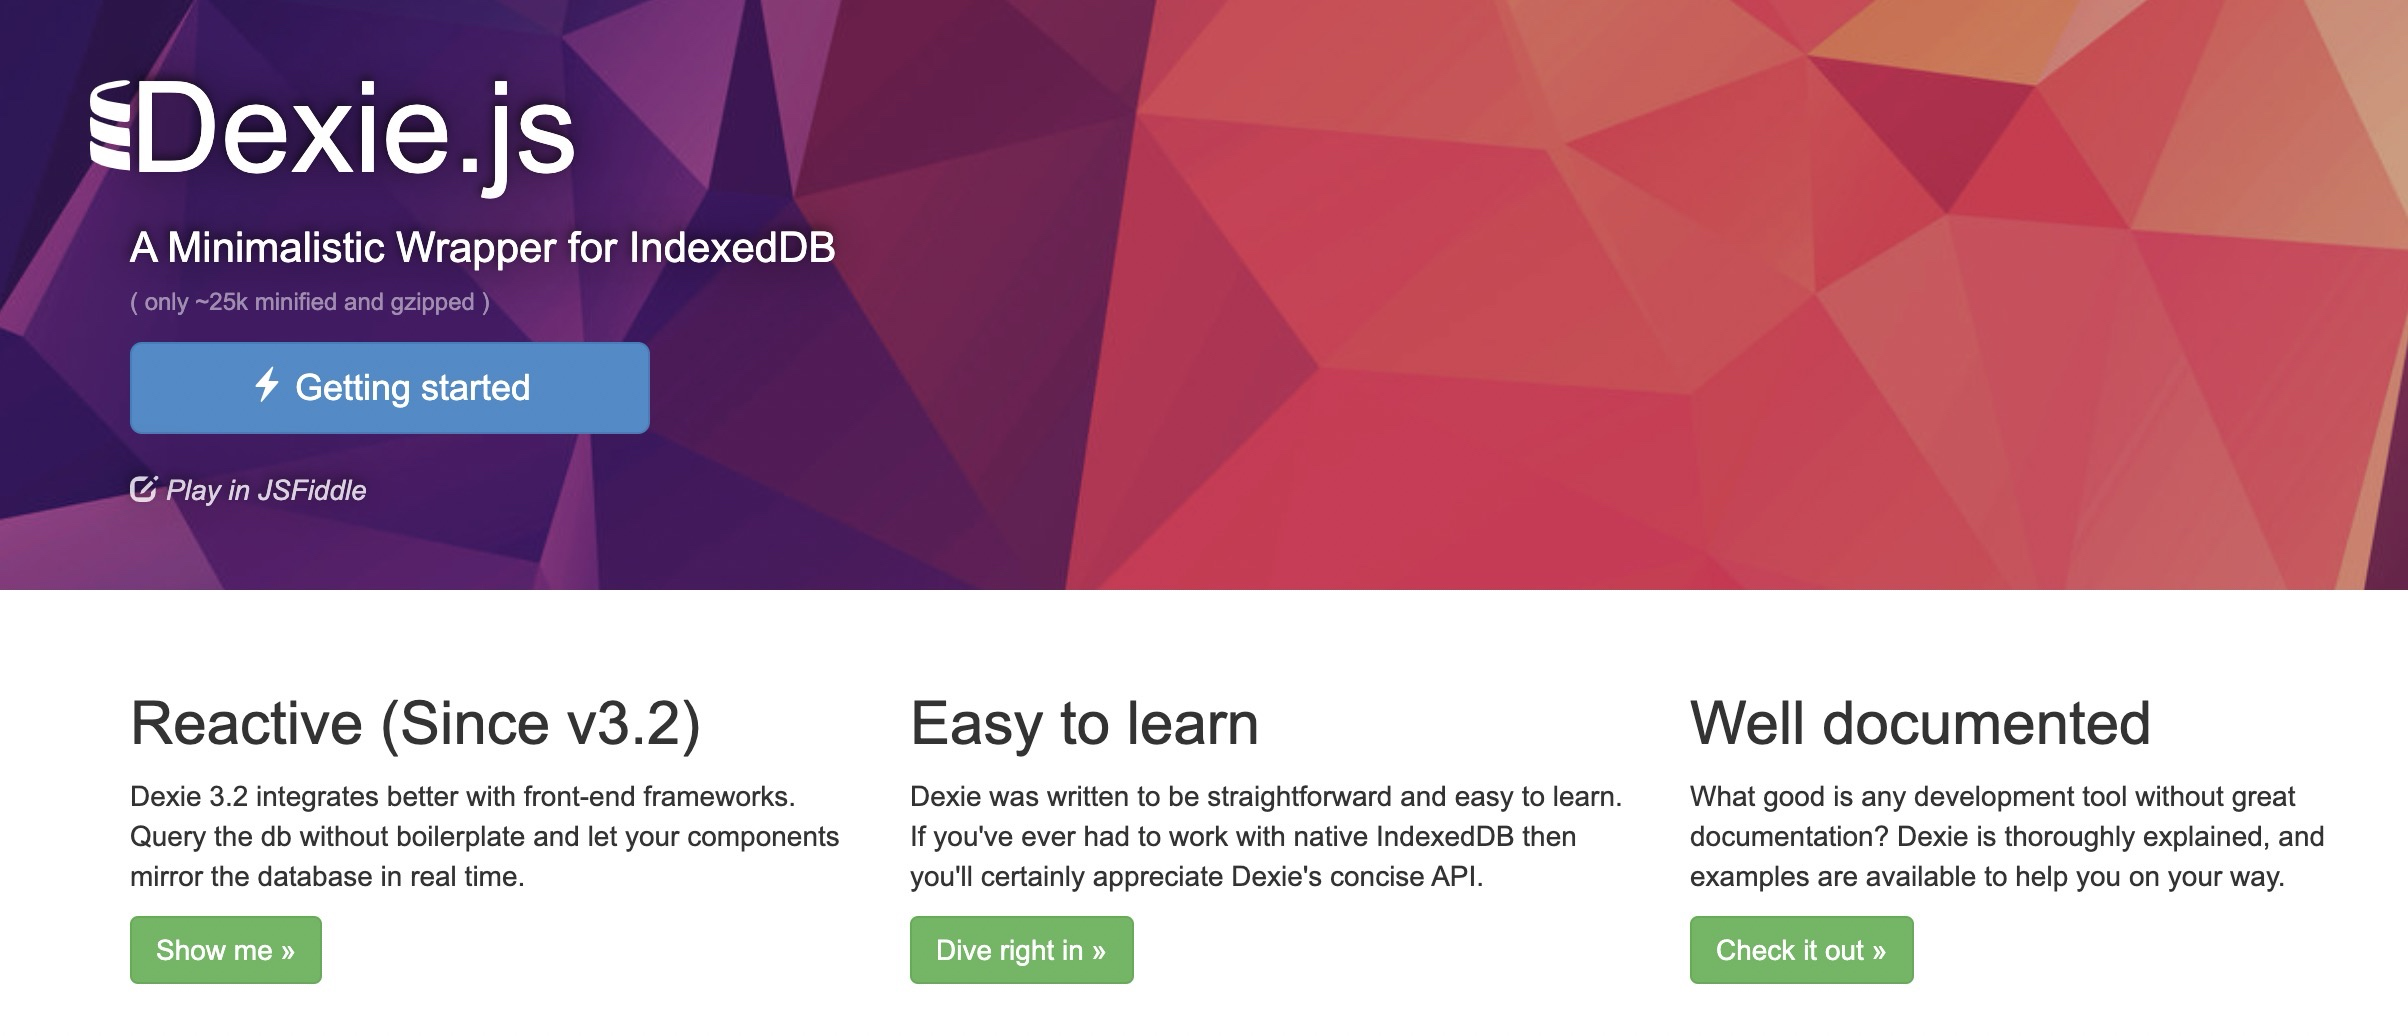 Dexie.js
A Minimalistic Wrapper for IndexedDB
( only ~25k minified and gzipped )
Getting started
Play in JSFiddle
Reactive (Since v3.2)
Dexie 3.2 integrates better with front-end frameworks.
Query the db without boilerplate and let your components
mirror the database in real time.
Show me »
Easy to learn
Dexie was written to be straightforward and easy to learn.
If you've ever had to work with native IndexedDB then
you'll certainly appreciate Dexie's concise API.
Dive right in »
Well documented
What good is any development tool without great
documentation? Dexie is thoroughly explained, and
examples are available to help you on your way.
Check it out »